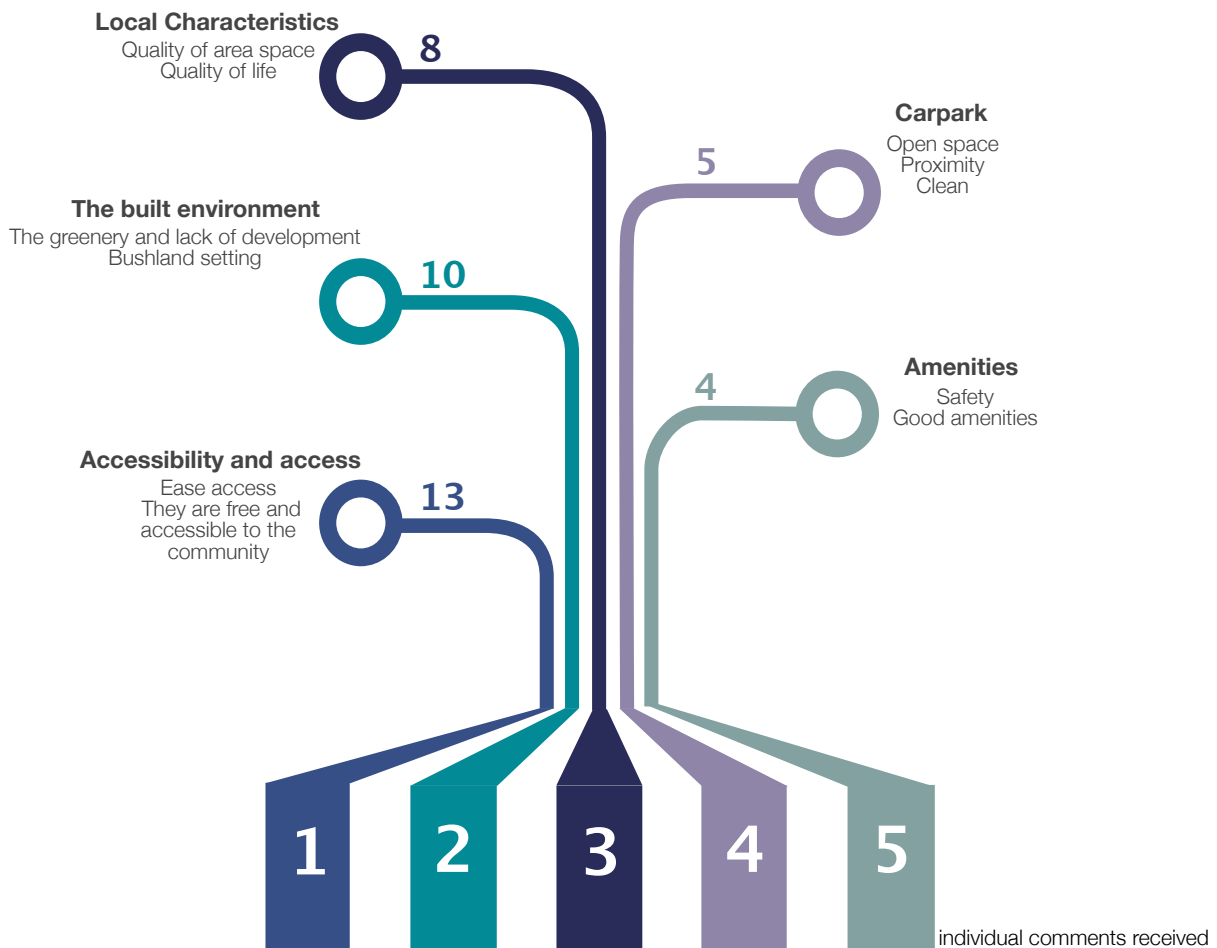 Local Characteristics
Quality of area space
Quality of life
8
Carpark
Open space
Proximity
Clean
5
The built environment
The greenery and lack of development
Bushland setting
10
Amenities
Safety
Good amenities
4
Accessibility and access
Ease access
They are free and
accessible to the
community
13
1
2
3
4
5
individual comments received